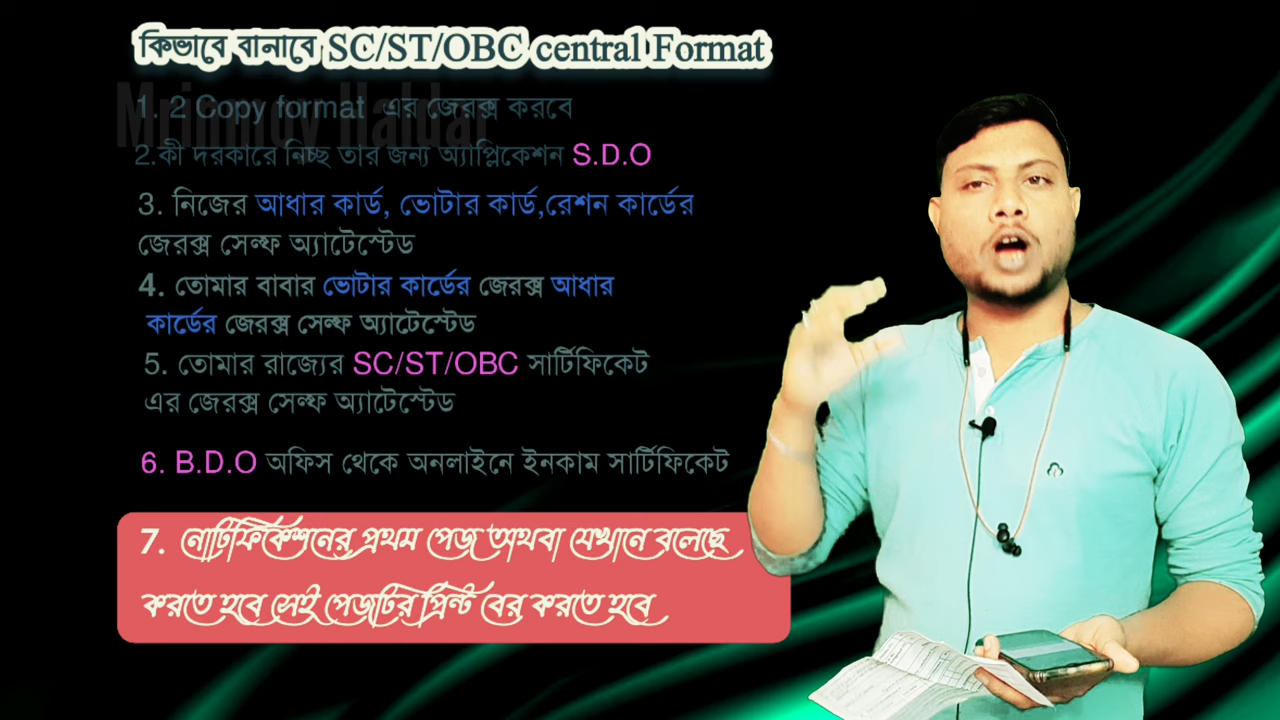 কিভাবে বানাবে SC/ST/OBC central Format
Mrinmoy Haldar
1. 2 Copy format এর জেরক্স করবে
2.কী দরকারে নিচ্ছ তার জন্য অ্যাপ্লিকেশন S.D.O
3. নিজের আধার কার্ড, ভোটার কার্ড,রেশন কার্ডের
জেরক্স সেল্ফ অ্যাটেস্টেড
4. তোমার বাবার ভোটার কার্ডের জেরক্স আধার
কার্ডের জেরক্স সেল্ফ অ্যাটেস্টেড
5. তোমার রাজ্যের SC/ST/OBC সার্টিফিকেট
এর জেরক্স সেল্ফ অ্যাটেস্টেড
6. B.D.O অফিস থেকে অনলাইনে ইনকাম সার্টিফিকেট
7. নোটিফিকেশনের প্রথম পেজ অথবা যেখানে বলেছে
করতে হবে সেই পেজটির প্রিন্ট বের করতে হবে